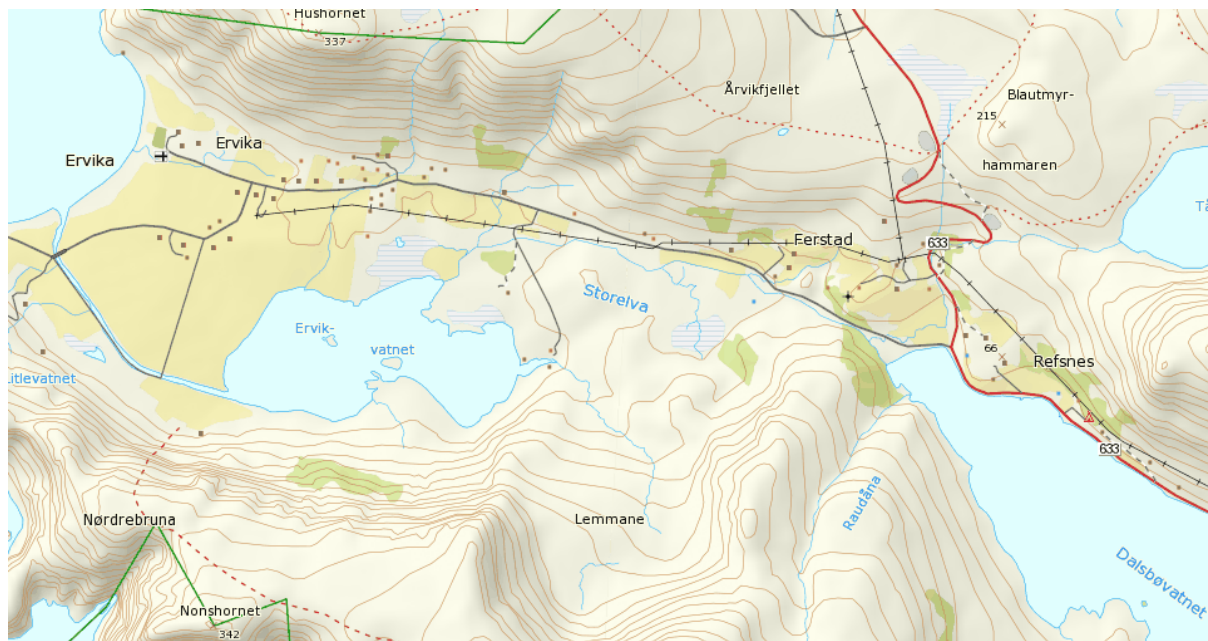 Hushornet
337
Årvikfjellet
Blautmyr-
215
hammaren
Ervika
Ervika
633
Ferstad
Storelva
Ervik-
vatnet
66
Refsnes
633
Raudåna
Nørdrebruna
Lemmane
Dalsbøvatnet
Nonshornet
342